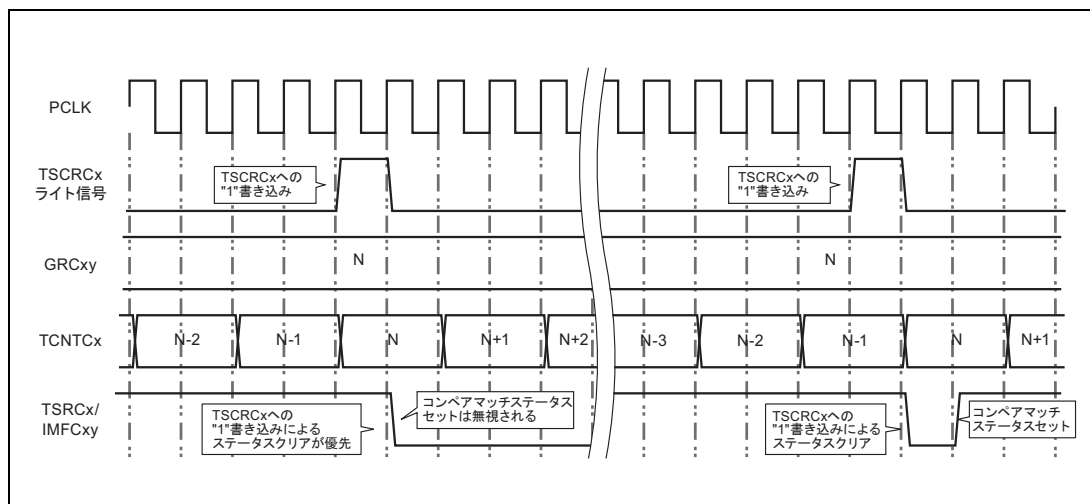 PCLK
TSCRCx
ライト信号
TSCRCxへの
"1"書き込み
TSCRCxへの
"1"書き込み
GRCxy
N
N
TCNTCx
N-2
N-1
N
N+1
N+2
N-3
N-2
N-1
N
N+1
TSRCx/
IMFCxy
TSCRCxへの
"1"書き込みによる
ステータスクリアが優先
コンペアマッチステータス
セットは無視される
TSCRCxへの
"1"書き込みによる
ステータスクリア
コンペアマッチ
ステータスセット